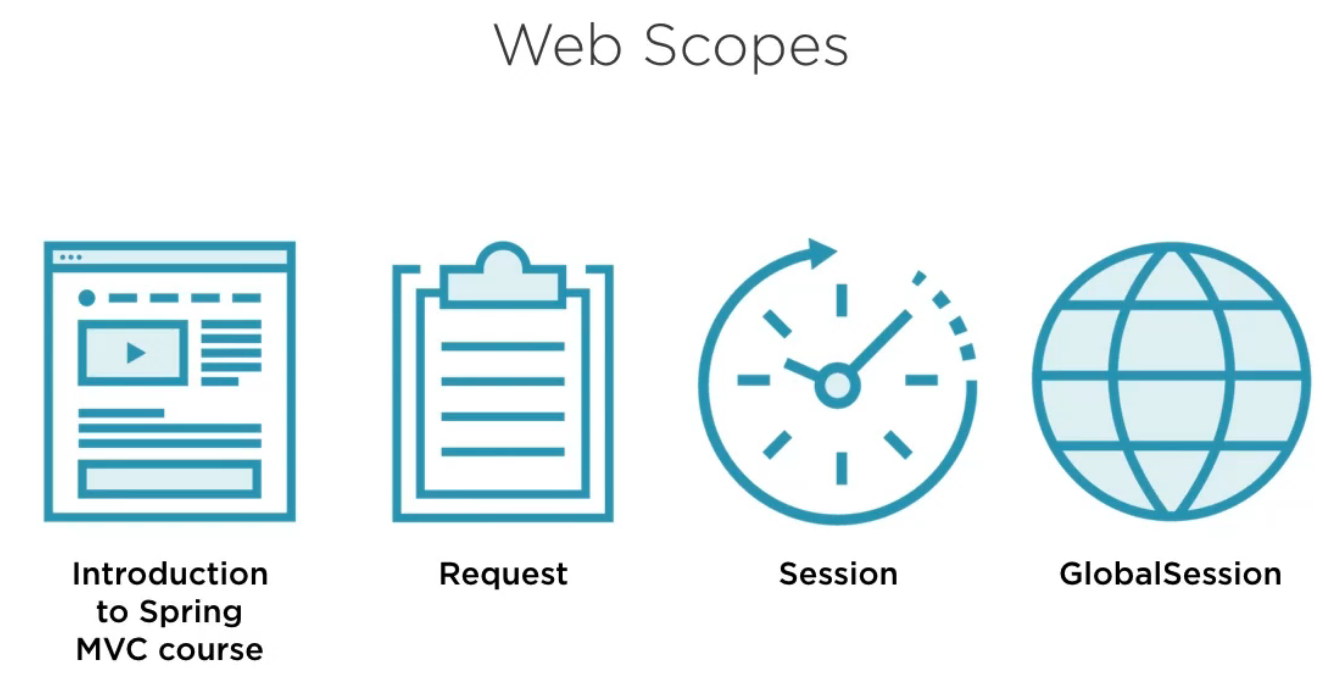 Web Scopes
Introduction
to Spring
MVC course
Request
Session
GlobalSession